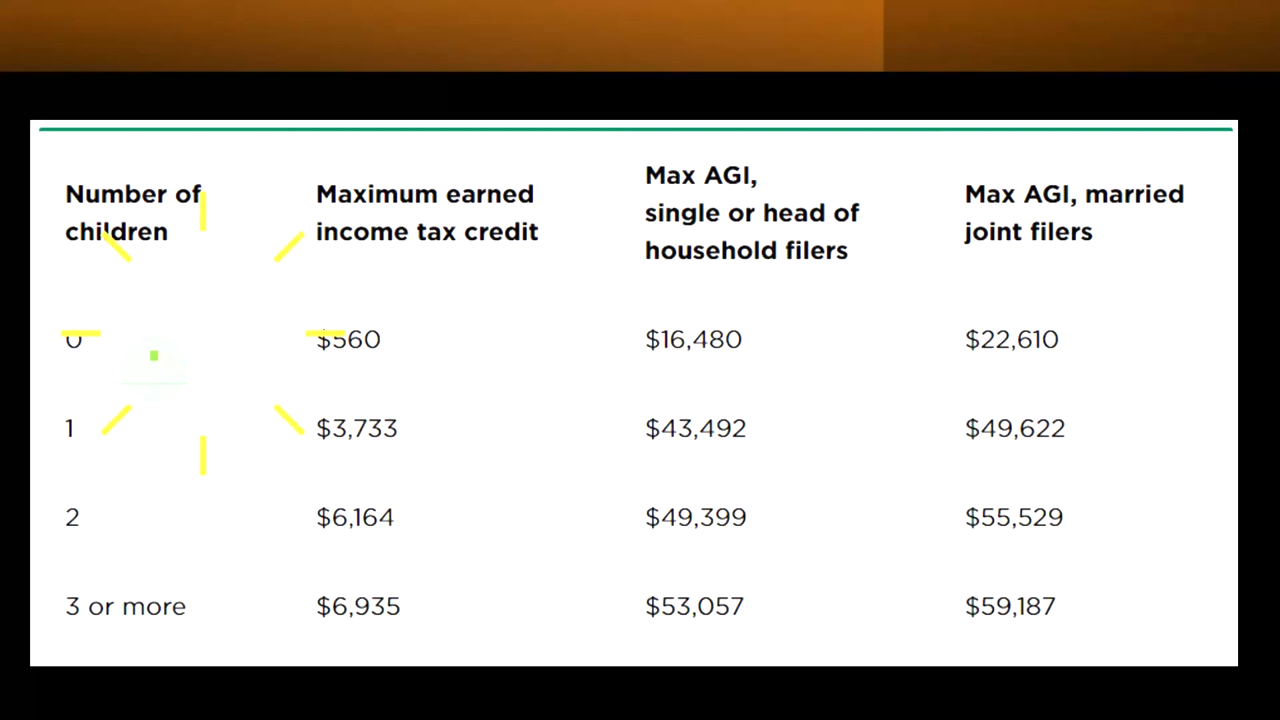 Number of
children
Maximum earned
income tax credit
Max AGI,
single or head of
household filers
Max AGI, married
joint filers
0 $560 $16,480 $22,610
1 $3,733 $43,492 $49,622
2 $6,164 $49,399 $55,529
3 or more $6,935 $53,057 $59,187